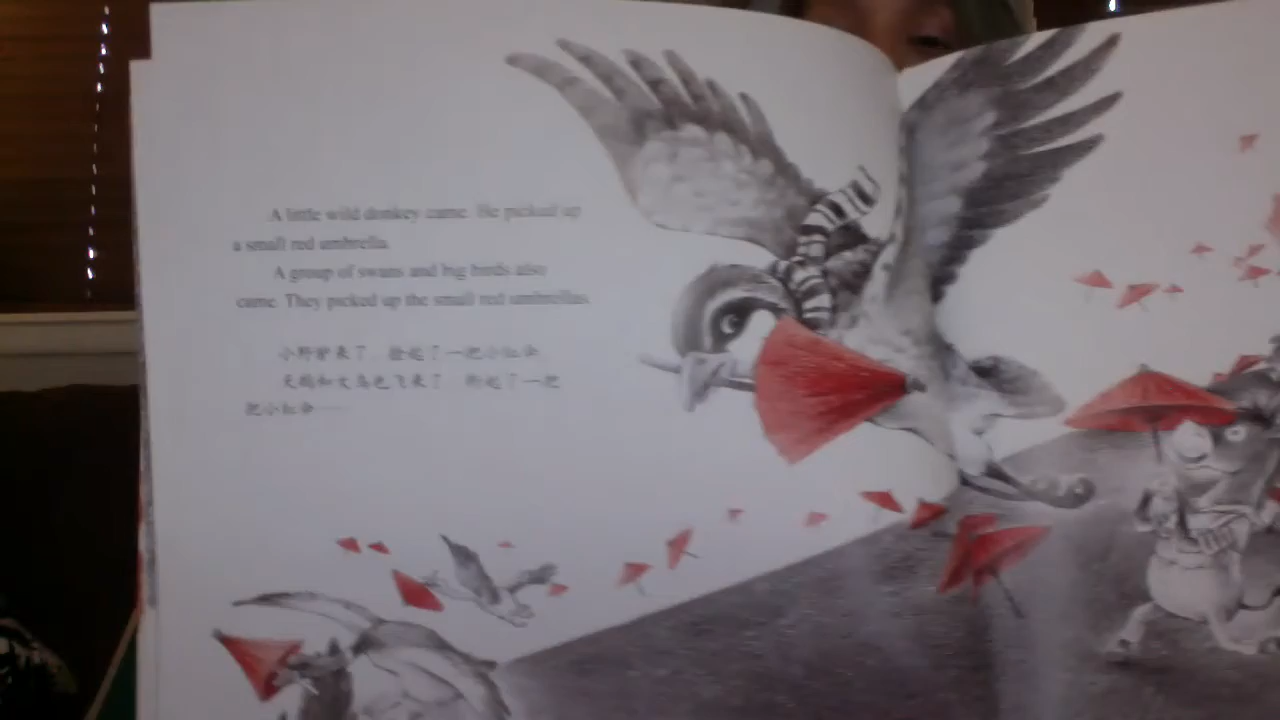 A little wild donkey came. He picked up
a small red umbrella.
A group of swans and big birds also
came. They picked up the small red umbrellas.
小野驴来了，捡起了一把小红伞。
天鹅和大鸟也飞来了，衔起了一把
把小红伞……